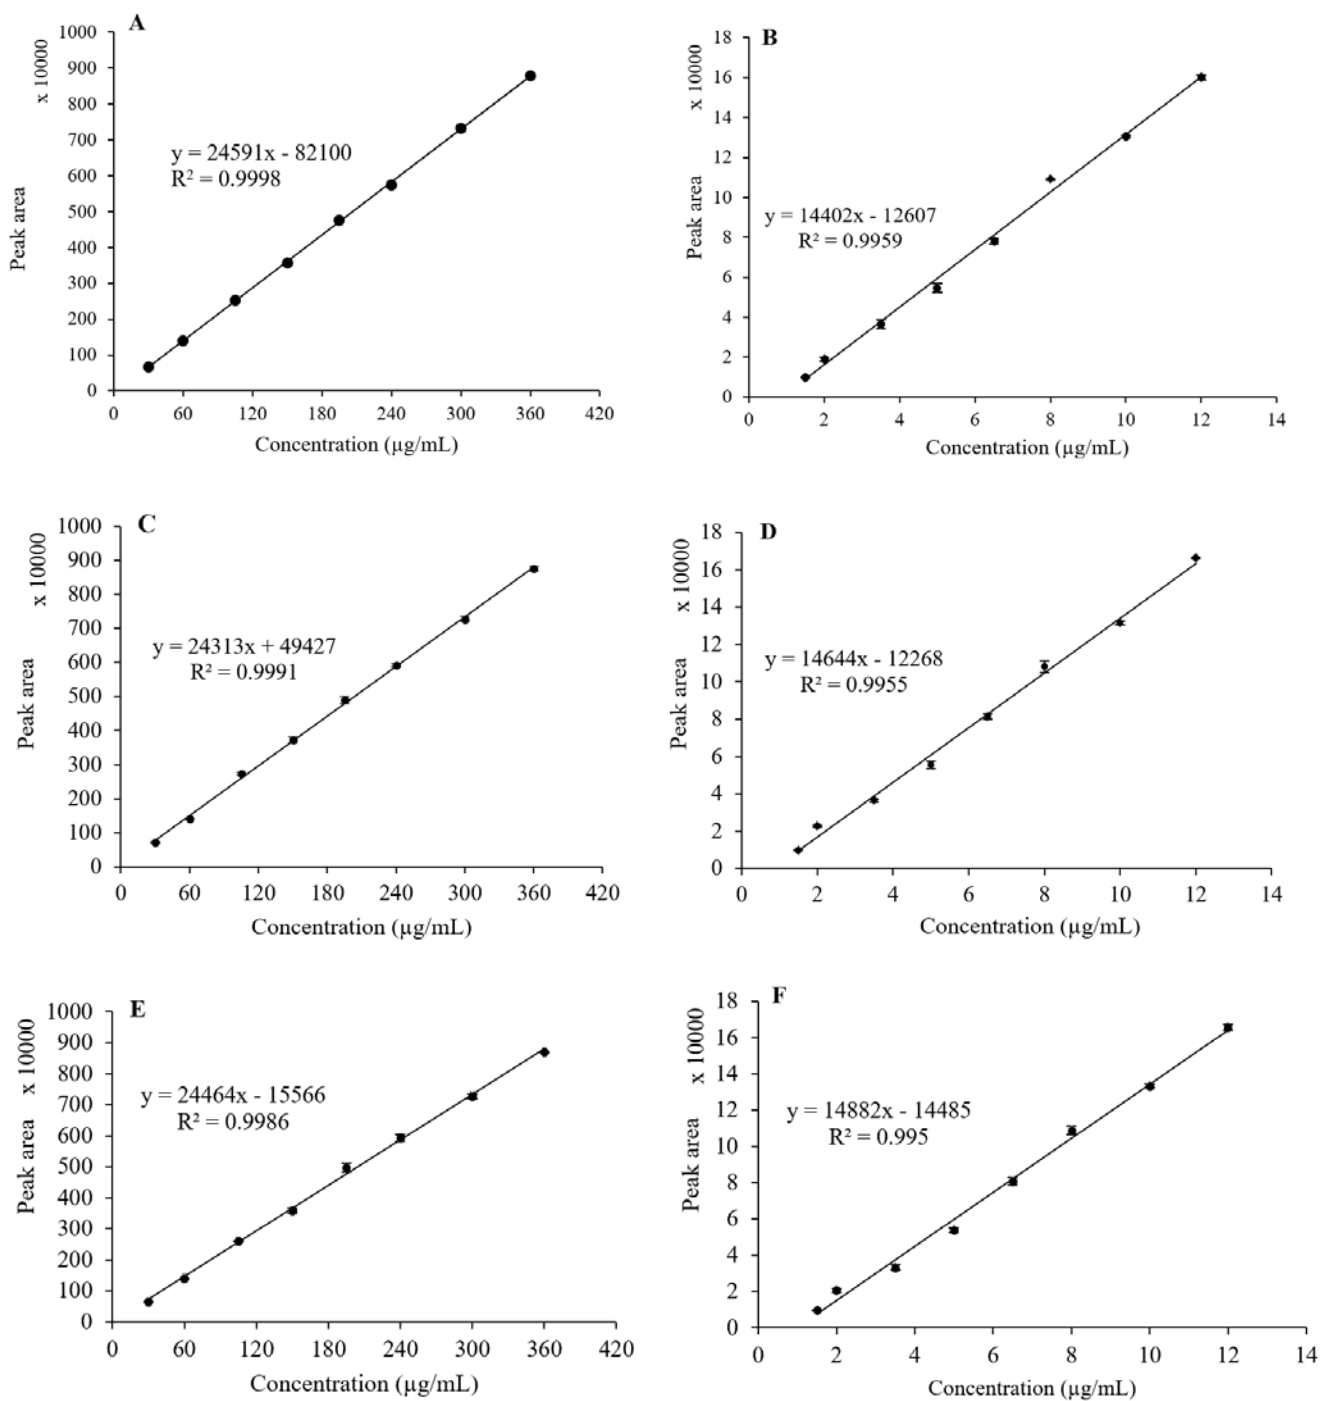 A
x 10000
Peak area
1000
900
800
700
600
500
400
300
200
100
0
y = 24591x - 82100
R² = 0.9998
0 60 120 180 240 300 360 420
Concentration (µg/mL)
B
x 10000
Peak area
18
16
14
12
10
8
6
4
2
0
y = 14402x - 12607
R² = 0.9959
0 2 4 6 8 10 12 14
Concentration (µg/mL)
C
x 10000
Peak area
1000
900
800
700
600
500
400
300
200
100
0
y = 24313x + 49427
R² = 0.9991
0 60 120 180 240 300 360 420
Concentration (µg/mL)
D
x 10000
Peak area
18
16
14
12
10
8
6
4
2
0
y = 14644x - 12268
R² = 0.9955
0 2 4 6 8 10 12 14
Concentration (µg/mL)
E
x 10000
Peak area
1000
900
800
700
600
500
400
300
200
100
0
y = 24464x - 15566
R² = 0.9986
0 60 120 180 240 300 360 420
Concentration (µg/mL)
F
x 10000
Peak area
18
16
14
12
10
8
6
4
2
0
y = 14882x - 14485
R² = 0.995
0 2 4 6 8 10 12 14
Concentration (µg/mL)